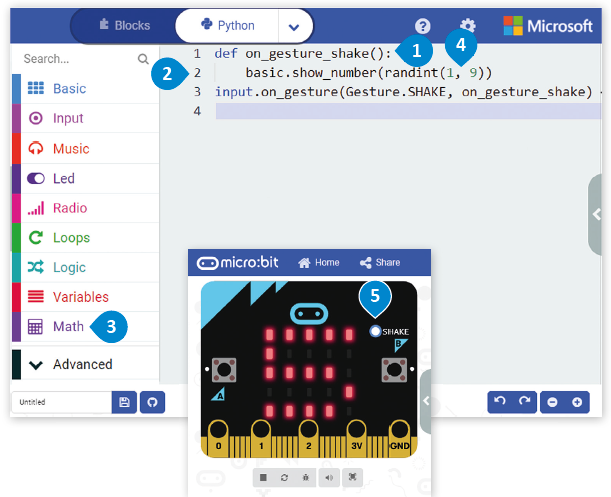 Blocks
Python
Microsoft
Search...
Basic
Input
Music
Led
Radio
Loops
Logic
Variables
Math
Advanced
1 def on_gesture_shake():
2 basic.show_number(randint(1, 9))
3 input.on_gesture(Gesture.SHAKE, on_gesture_shake)
4
1
2
3
4
5
micro:bit
Home
Share
SHAKE
B
A
0 1 2 3V GND
Untitled